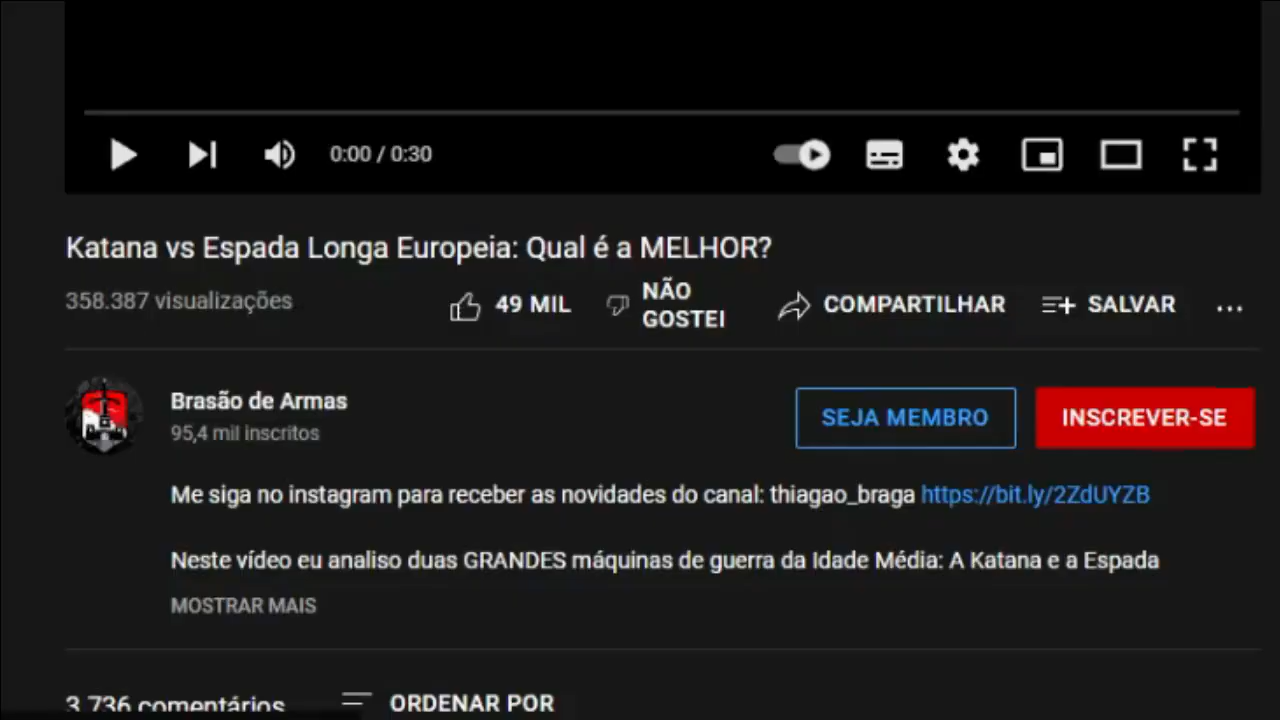 0:00 / 0:30
Katana vs Espada Longa Europeia: Qual é a MELHOR?
358.387 visualizações
49 MIL
NÃO
GOSTEI
COMPARTILHAR
SALVAR
...
Brasão de Armas
95,4 mil inscritos
SEJA MEMBRO
INSCREVER-SE
Me siga no instagram para receber as novidades do canal: thiagao_braga https://bit.ly/2ZdUYZB
Neste vídeo eu analiso duas GRANDES máquinas de guerra da Idade Média: A Katana e a Espada
MOSTRAR MAIS
3.736 comentários
ORDENAR POR